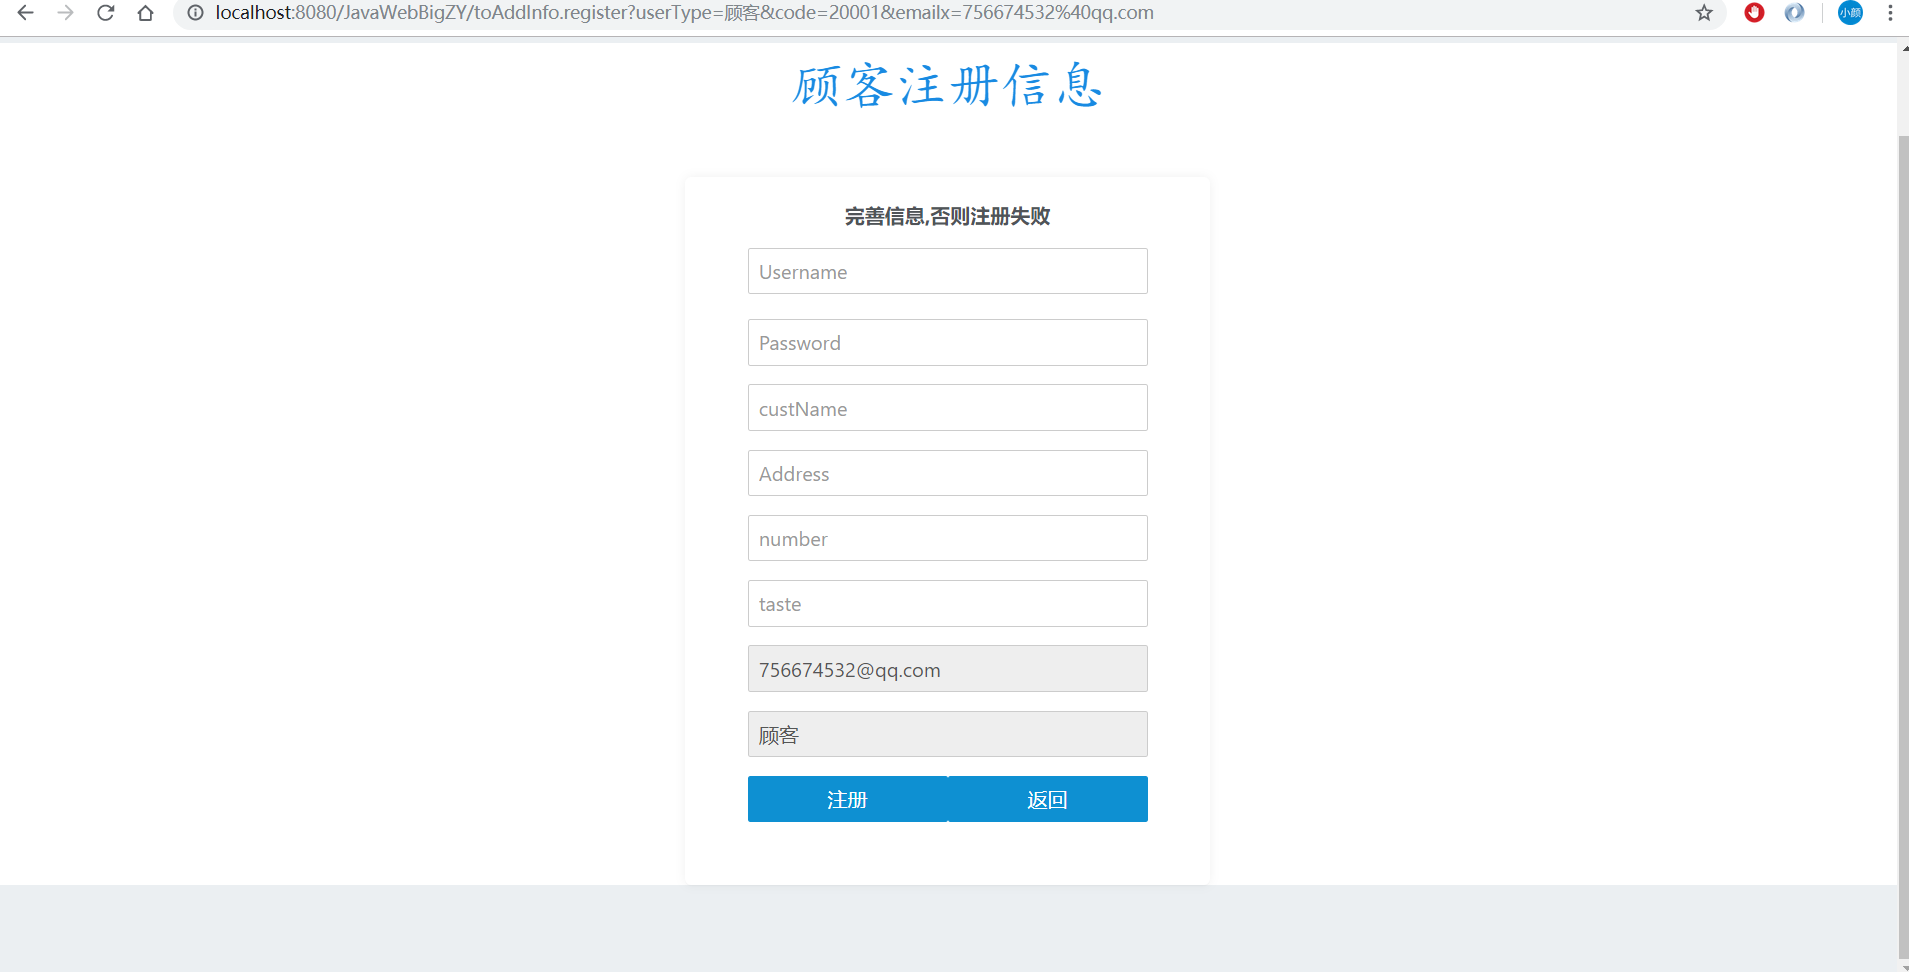 localhost:8080/JavaWebBigZY/toAddInfo.register?userType=顾客&code=20001&emailx=756674532%40qq.com
小颜
顾客注册信息
完善信息,否则注册失败
Username
Password
custName
Address
number
taste
756674532@qq.com
顾客
注册 返回